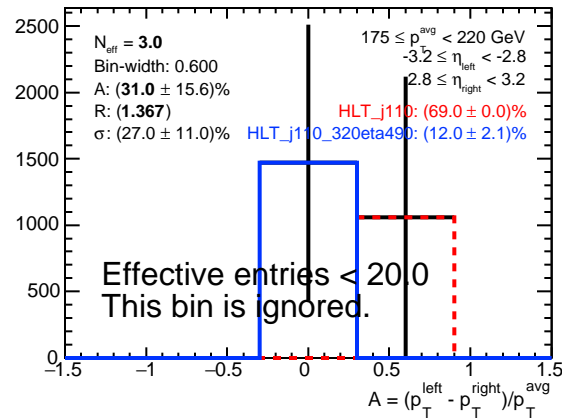 N_eff = 3.0
Bin-width: 0.600
A: (31.0 ± 15.6)%
R: (1.367)
σ: (27.0 ± 11.0)%
175 ≤ p_T^avg < 220 GeV
-3.2 ≤ η_left < -2.8
2.8 ≤ η_right < 3.2
HLT_j110: (69.0 ± 0.0)%
HLT_j110_320eta490: (12.0 ± 2.1)%
Effective entries < 20.0
This bin is ignored.
2500
2000
1500
1000
500
0
−1.5 −1 −0.5 0 0.5 1 1.5
A = (p_T^left - p_T^right)/p_T^avg